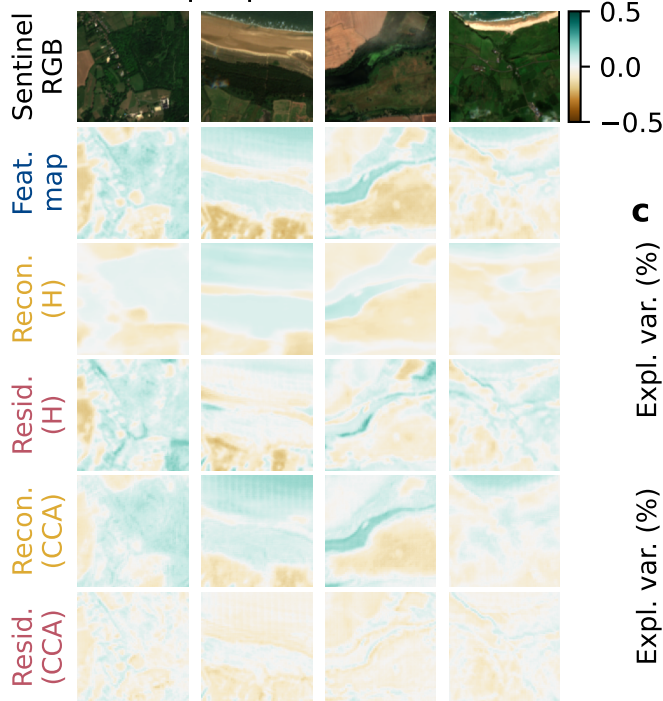 Sentinel
RGB
0.5
0.0
−0.5
Feat.
map
c
Recon.
(H)
Expl. var. (%)
Resid.
(H)
Recon.
(CCA)
Expl. var. (%)
Resid.
(CCA)